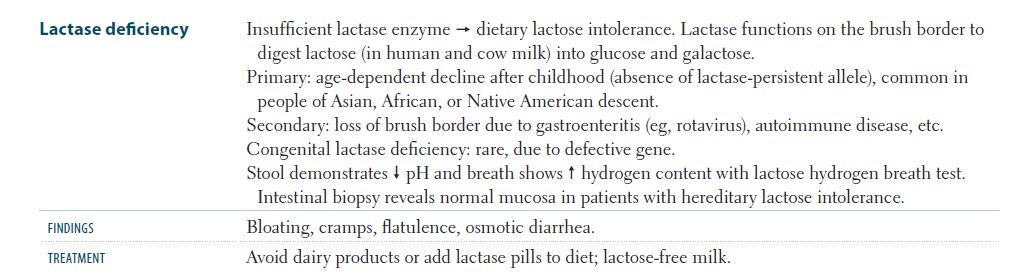 Lactase deficiency
Insufficient lactase enzyme → dietary lactose intolerance. Lactase functions on the brush border to
digest lactose (in human and cow milk) into glucose and galactose.
Primary: age-dependent decline after childhood (absence of lactase-persistent allele), common in
people of Asian, African, or Native American descent.
Secondary: loss of brush border due to gastroenteritis (eg, rotavirus), autoimmune disease, etc.
Congenital lactase deficiency: rare, due to defective gene.
Stool demonstrates ↓ pH and breath shows ↑ hydrogen content with lactose hydrogen breath test.
Intestinal biopsy reveals normal mucosa in patients with hereditary lactose intolerance.
FINDINGS
Bloating, cramps, flatulence, osmotic diarrhea.
TREATMENT
Avoid dairy products or add lactase pills to diet; lactose-free milk.